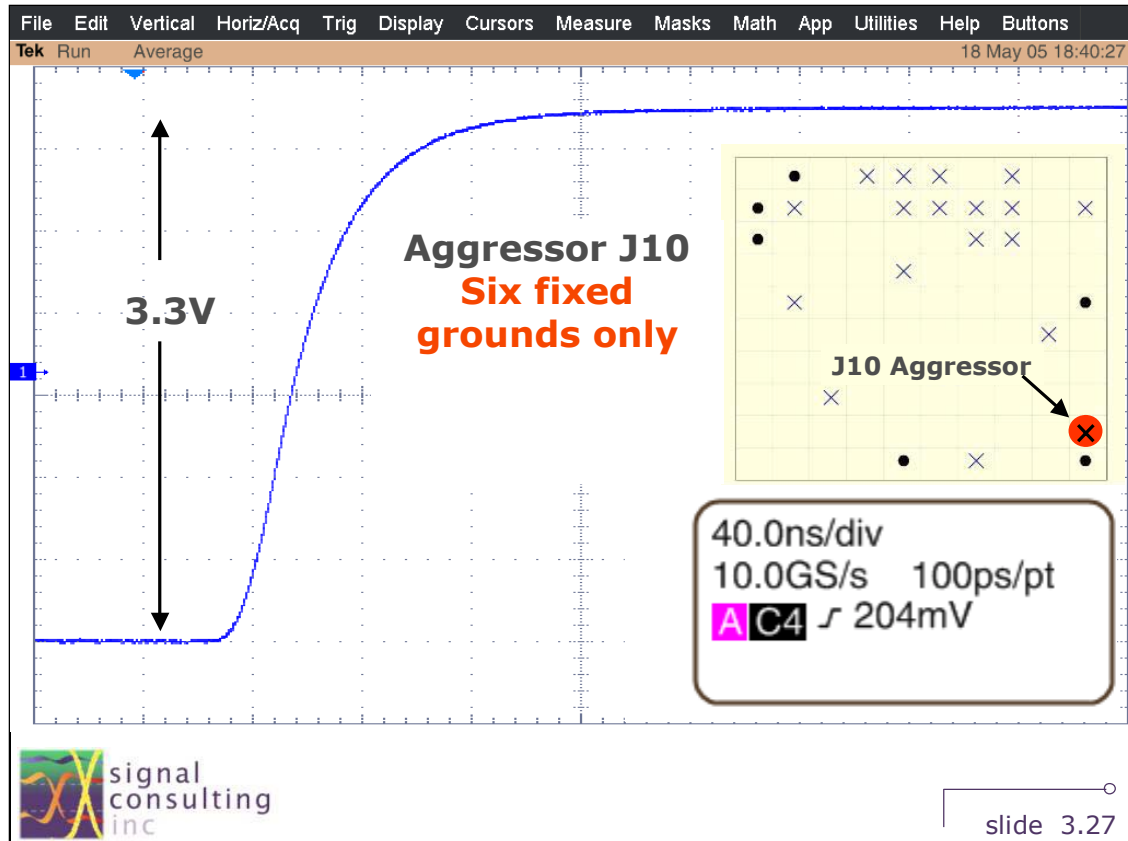 File Edit Vertical Horiz/Acq Trig Display Cursors Measure Masks Math App Utilities Help Buttons
Tek Run Average 18 May 05 18:40:27
Aggressor J10
Six fixed
grounds only
3.3V
J10 Aggressor
1
40.0ns/div
10.0GS/s 100ps/pt
A C4 204mV
signal
consulting
inc
slide 3.27